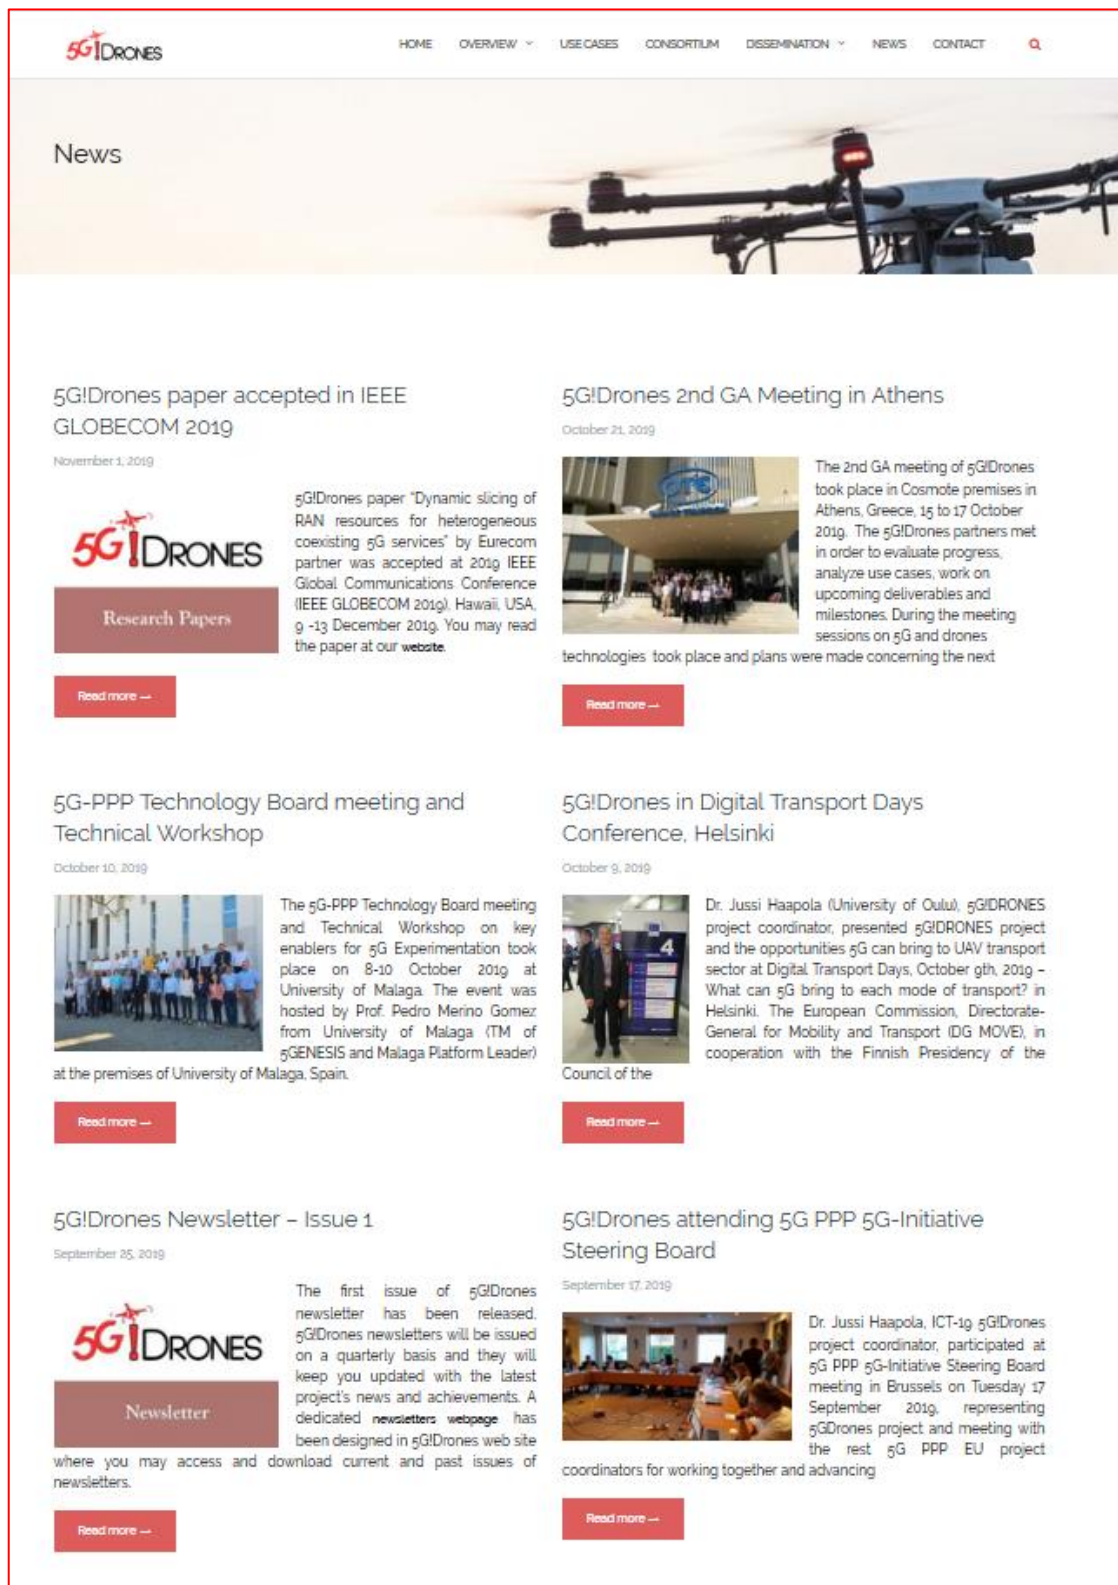 5G!DRONES
HOME OVERVIEW USE CASES CONSORTIUM DISSEMINATION NEWS CONTACT
News
5G!Drones paper accepted in IEEE
GLOBECOM 2019
November 1, 2019
5G!DRONES
Research Papers
5G!Drones paper "Dynamic slicing of
RAN resources for heterogeneous
coexisting 5G services" by Eurecom
partner was accepted at 2019 IEEE
Global Communications Conference
(IEEE GLOBECOM 2019), Hawaii, USA,
9 -13 December 2019. You may read
the paper at our website.
Read more →
5G!Drones 2nd GA Meeting in Athens
October 21, 2019
OTE
The 2nd GA meeting of 5G!Drones
took place in Cosmote premises in
Athens, Greece, 15 to 17 October
2019. The 5G!Drones partners met
in order to evaluate progress,
analyze use cases, work on
upcoming deliverables and
milestones. During the meeting
sessions on 5G and drones
technologies took place and plans were made concerning the next
Read more →
5G-PPP Technology Board meeting and
Technical Workshop
October 10, 2019
The 5G-PPP Technology Board meeting
and Technical Workshop on key
enablers for 5G Experimentation took
place on 8-10 October 2019 at
University of Malaga. The event was
hosted by Prof. Pedro Merino Gomez
from University of Malaga (TM of
5GENESIS and Malaga Platform Leader)
at the premises of University of Malaga, Spain.
Read more →
5G!Drones in Digital Transport Days
Conference, Helsinki
October 9, 2019
4
Dr. Jussi Haapola (University of Oulu), 5G!DRONES
project coordinator, presented 5G!DRONES project
and the opportunities 5G can bring to UAV transport
sector at Digital Transport Days, October 9th, 2019 –
What can 5G bring to each mode of transport? in
Helsinki. The European Commission, Directorate-
General for Mobility and Transport (DG MOVE), in
cooperation with the Finnish Presidency of the
Council of the
Read more →
5G!Drones Newsletter – Issue 1
September 25, 2019
5G!DRONES
Newsletter
The first issue of 5G!Drones
newsletter has been released.
5G!Drones newsletters will be issued
on a quarterly basis and they will
keep you updated with the latest
project's news and achievements. A
dedicated newsletters webpage has
been designed in 5G!Drones web site
where you may access and download current and past issues of
newsletters.
Read more →
5G!Drones attending 5G PPP 5G-Initiative
Steering Board
September 17, 2019
Dr. Jussi Haapola, ICT-19 5G!Drones
project coordinator, participated at
5G PPP 5G-Initiative Steering Board
meeting in Brussels on Tuesday 17
September 2019, representing
5GDrones project and meeting with
the rest 5G PPP EU project
coordinators for working together and advancing
Read more →